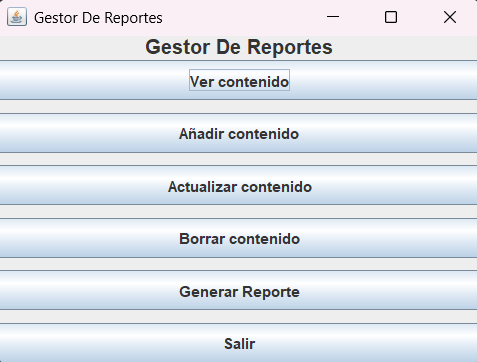 Gestor De Reportes
Gestor De Reportes
Ver contenido
Añadir contenido
Actualizar contenido
Borrar contenido
Generar Reporte
Salir